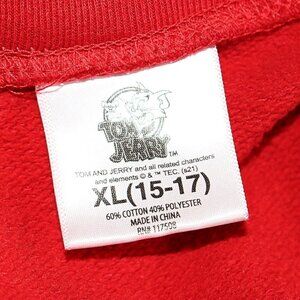 TOM
AND
JERRY TM
TOM AND JERRY and all related characters
and elements © & TM TEC. (s21)
XL(15-17)
60% COTTON 40% POLYESTER
MADE IN CHINA
RN# 117508